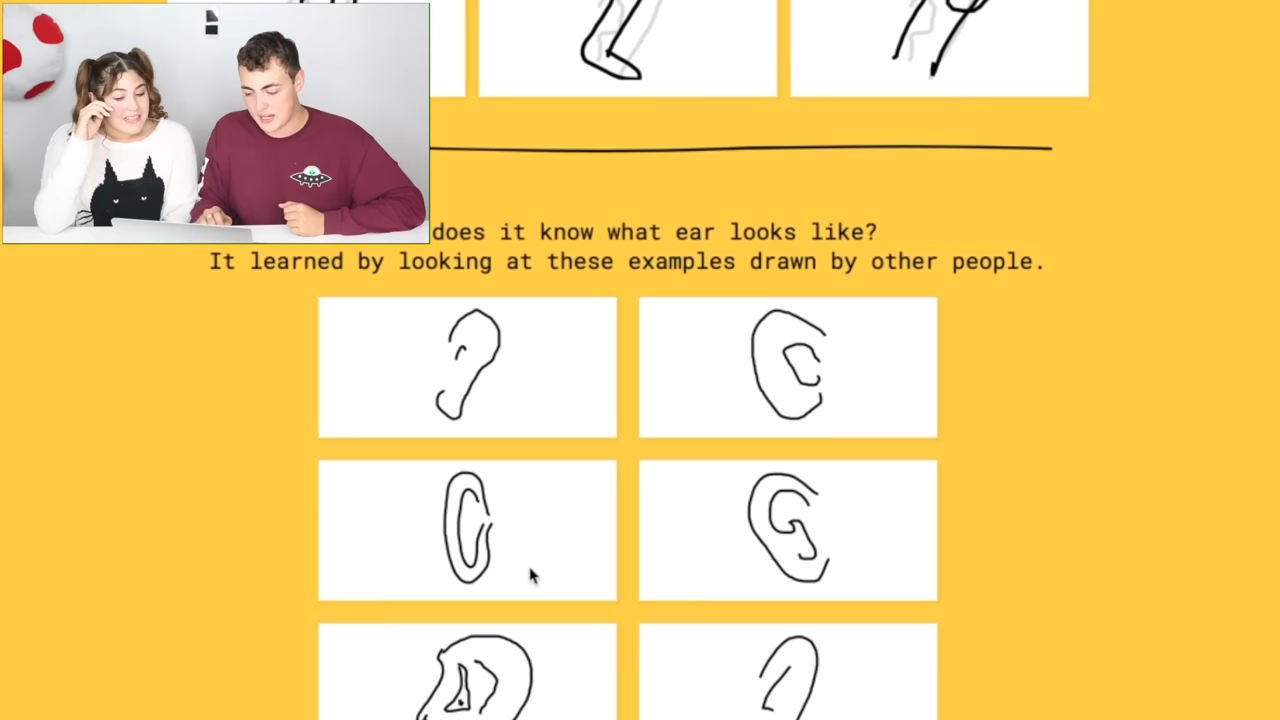 does it know what ear looks like?
It learned by looking at these examples drawn by other people.